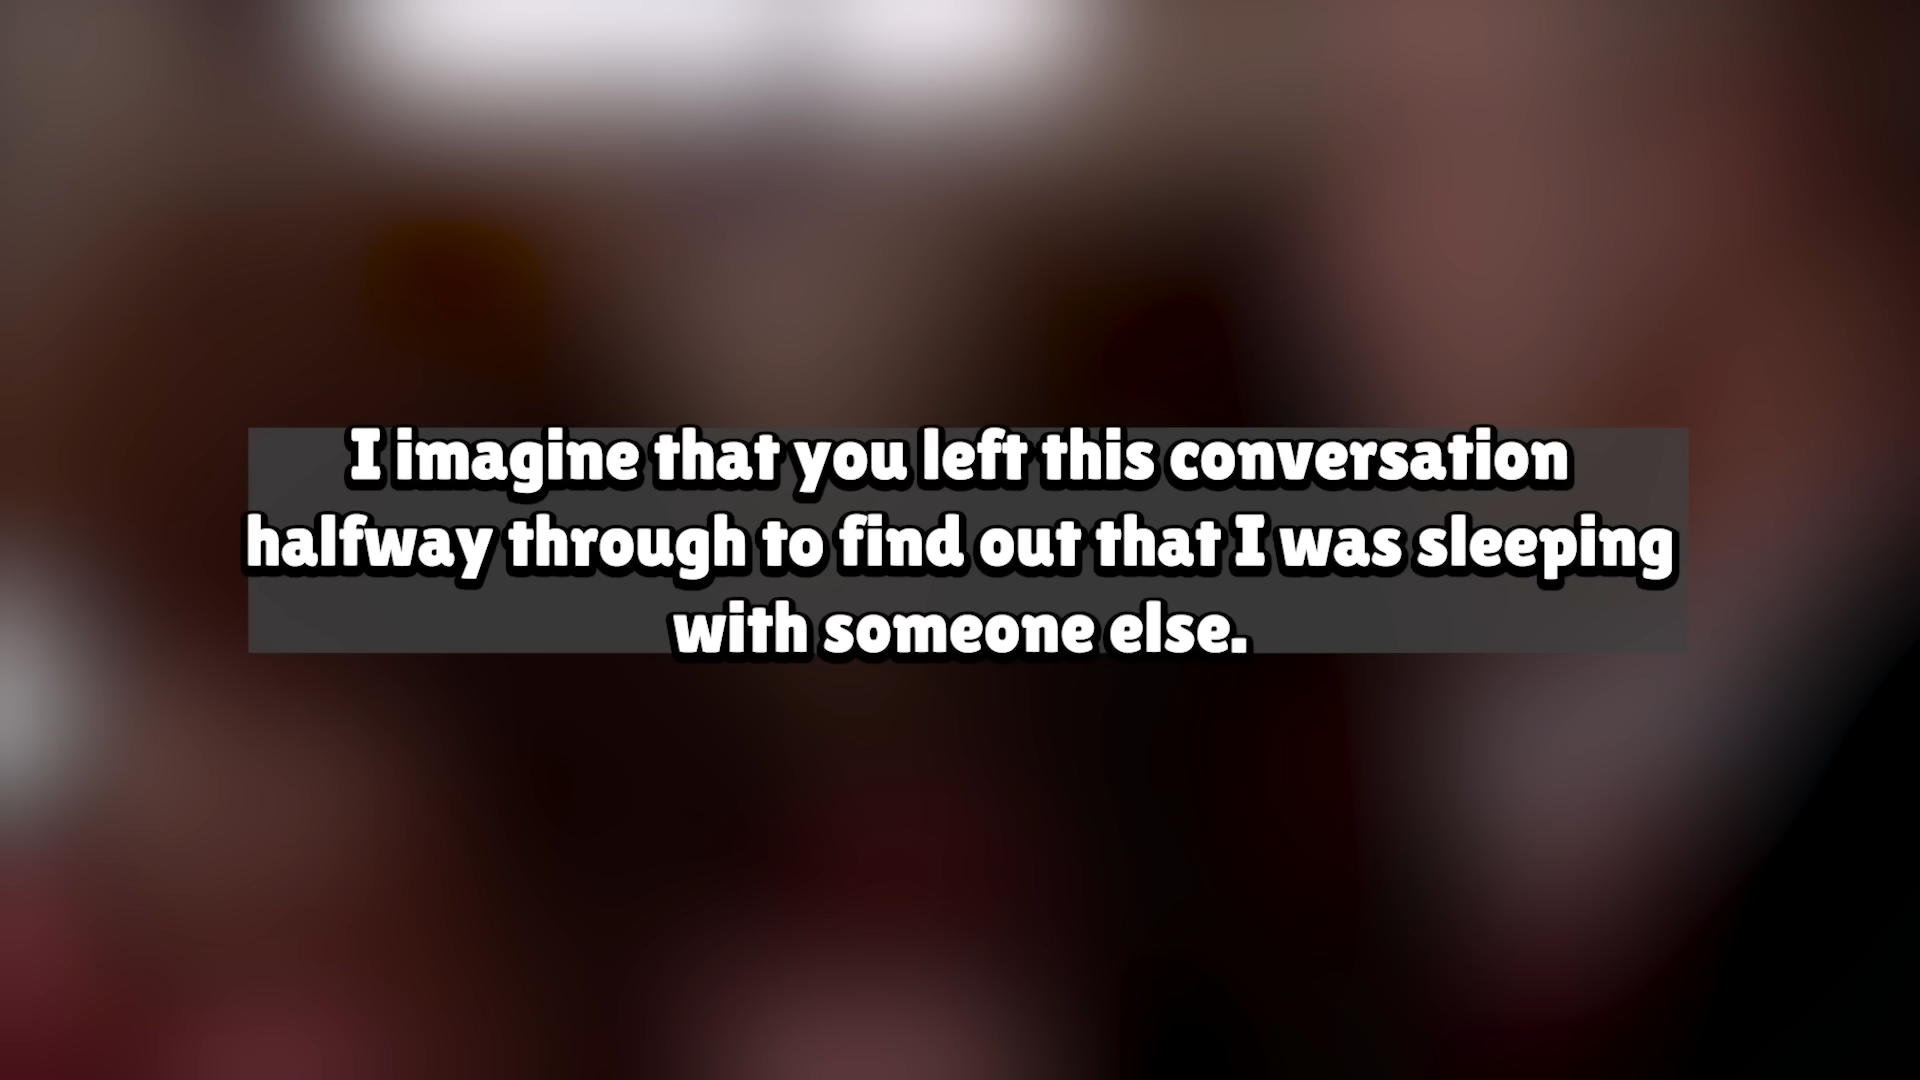 I imagine that you left this conversation
halfway through to find out that I was sleeping
with someone else.